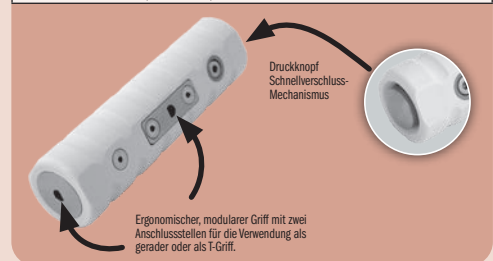 Druckknopf
Schnellverschluss-
Mechanismus
Ergonomischer, modularer Griff mit zwei
Anschlussstellen für die Verwendung als
gerader oder als T-Griff.